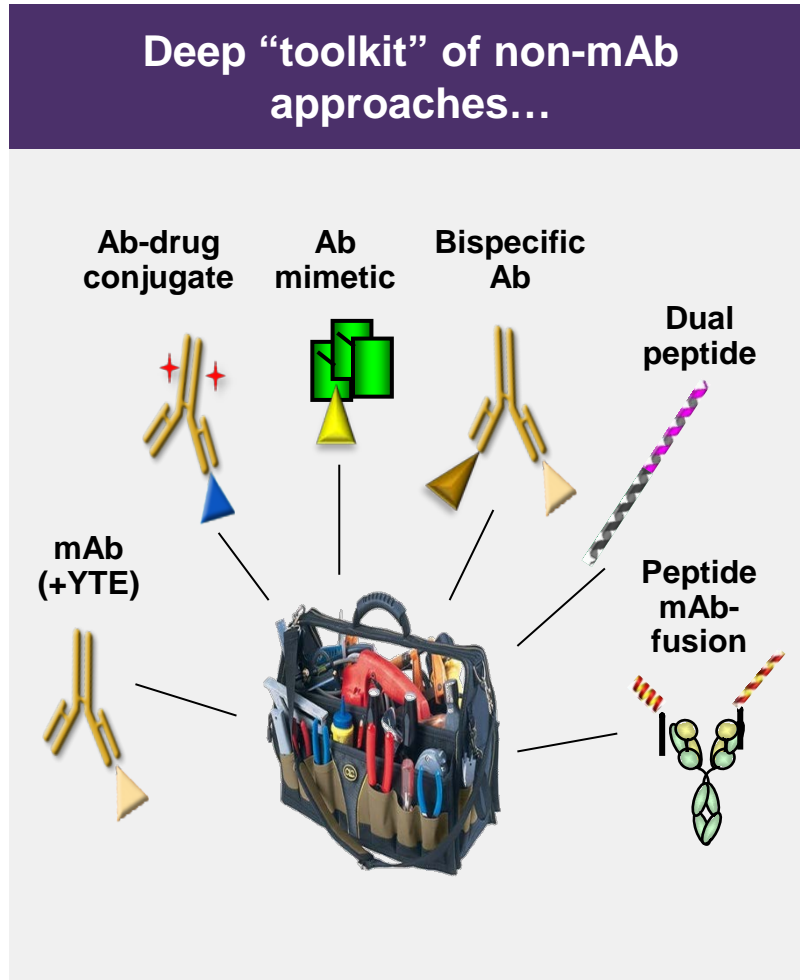 Deep “toolkit” of non-mAb
approaches…
Ab-drug
conjugate
Ab
mimetic
Bispecific
Ab
Dual
peptide
mAb
(+YTE)
Peptide
mAb-
fusion